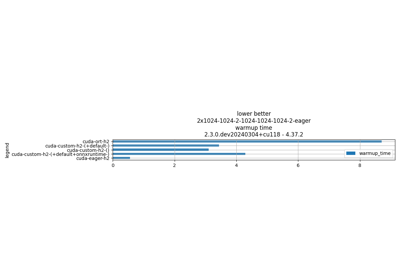 lower better
2x1024-1024-2-1024-1024-1024-2-eager
warmup time
2.3.0.dev20240304+cu118 - 4.37.2
legend
cuda-ort-h2
cuda-custom-h2-(+default-)
cuda-custom-h2-()
cuda-custom-h2-(+default+onnxruntime-)
cuda-eager-h2
warmup_time
0 2 4 6 8